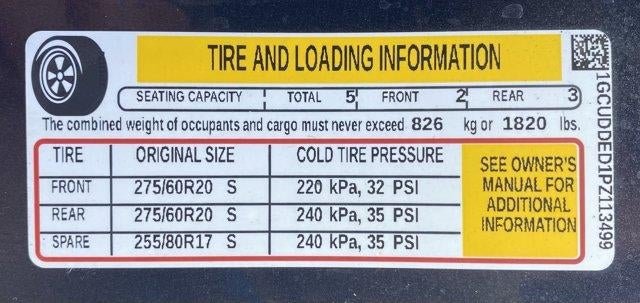 TIRE AND LOADING INFORMATION
SEATING CAPACITY TOTAL 5 FRONT 2 REAR 3
The combined weight of occupants and cargo must never exceed 826 kg or 1820 lbs.
TIRE ORIGINAL SIZE COLD TIRE PRESSURE
FRONT 275/60R20 S 220 kPa, 32 PSI
REAR 275/60R20 S 240 kPa, 35 PSI
SPARE 255/80R17 S 240 kPa, 35 PSI
SEE OWNER'S
MANUAL FOR
ADDITIONAL
INFORMATION
1GCUDDED1PZ113499